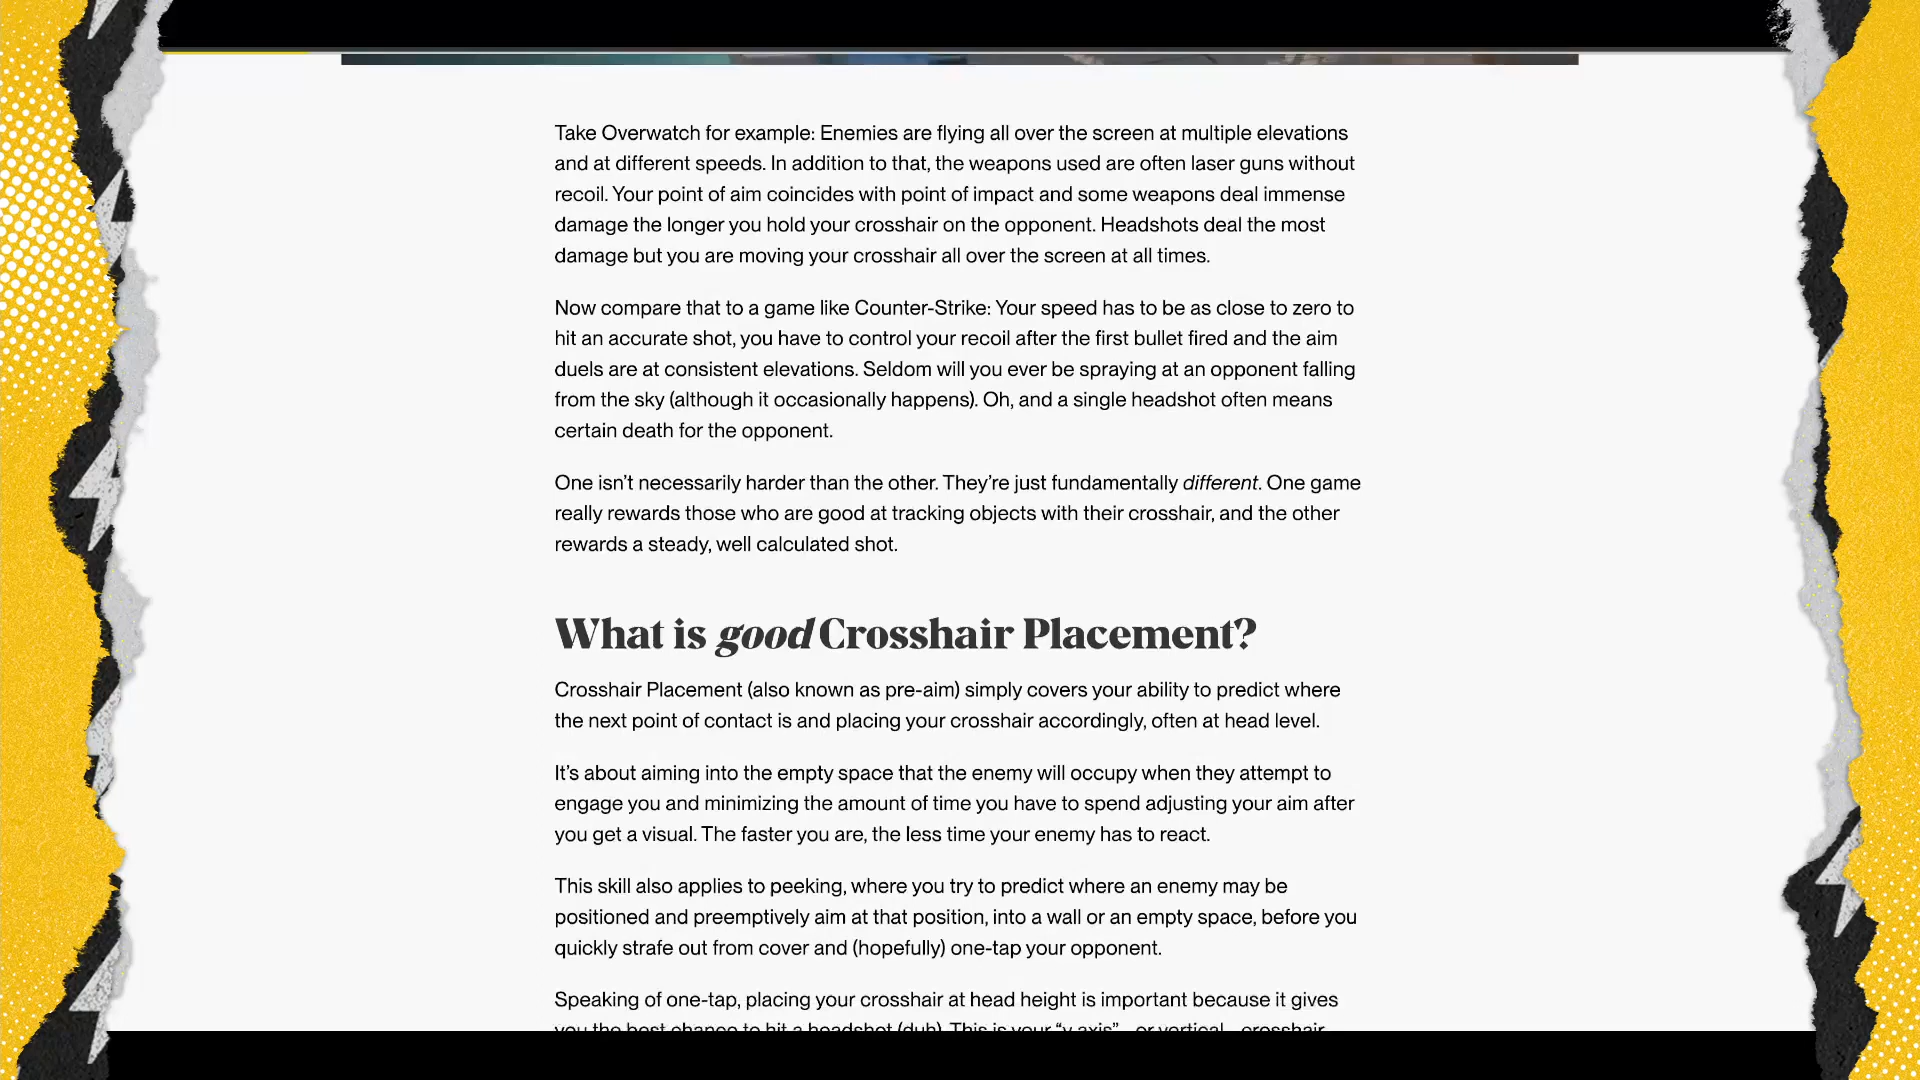 Take Overwatch for example: Enemies are flying all over the screen at multiple elevations
and at different speeds. In addition to that, the weapons used are often laser guns without
recoil. Your point of aim coincides with point of impact and some weapons deal immense
damage the longer you hold your crosshair on the opponent. Headshots deal the most
damage but you are moving your crosshair all over the screen at all times.
Now compare that to a game like Counter-Strike: Your speed has to be as close to zero to
hit an accurate shot, you have to control your recoil after the first bullet fired and the aim
duels are at consistent elevations. Seldom will you ever be spraying at an opponent falling
from the sky (although it occasionally happens). Oh, and a single headshot often means
certain death for the opponent.
One isn’t necessarily harder than the other. They’re just fundamentally different. One game
really rewards those who are good at tracking objects with their crosshair, and the other
rewards a steady, well calculated shot.
What is good Crosshair Placement?
Crosshair Placement (also known as pre-aim) simply covers your ability to predict where
the next point of contact is and placing your crosshair accordingly, often at head level.
It’s about aiming into the empty space that the enemy will occupy when they attempt to
engage you and minimizing the amount of time you have to spend adjusting your aim after
you get a visual. The faster you are, the less time your enemy has to react.
This skill also applies to peeking, where you try to predict where an enemy may be
positioned and preemptively aim at that position, into a wall or an empty space, before you
quickly strafe out from cover and (hopefully) one-tap your opponent.
Speaking of one-tap, placing your crosshair at head height is important because it gives
you the best chance to hit a headshot (duh). This is your “y axis” – or vertical – crosshair